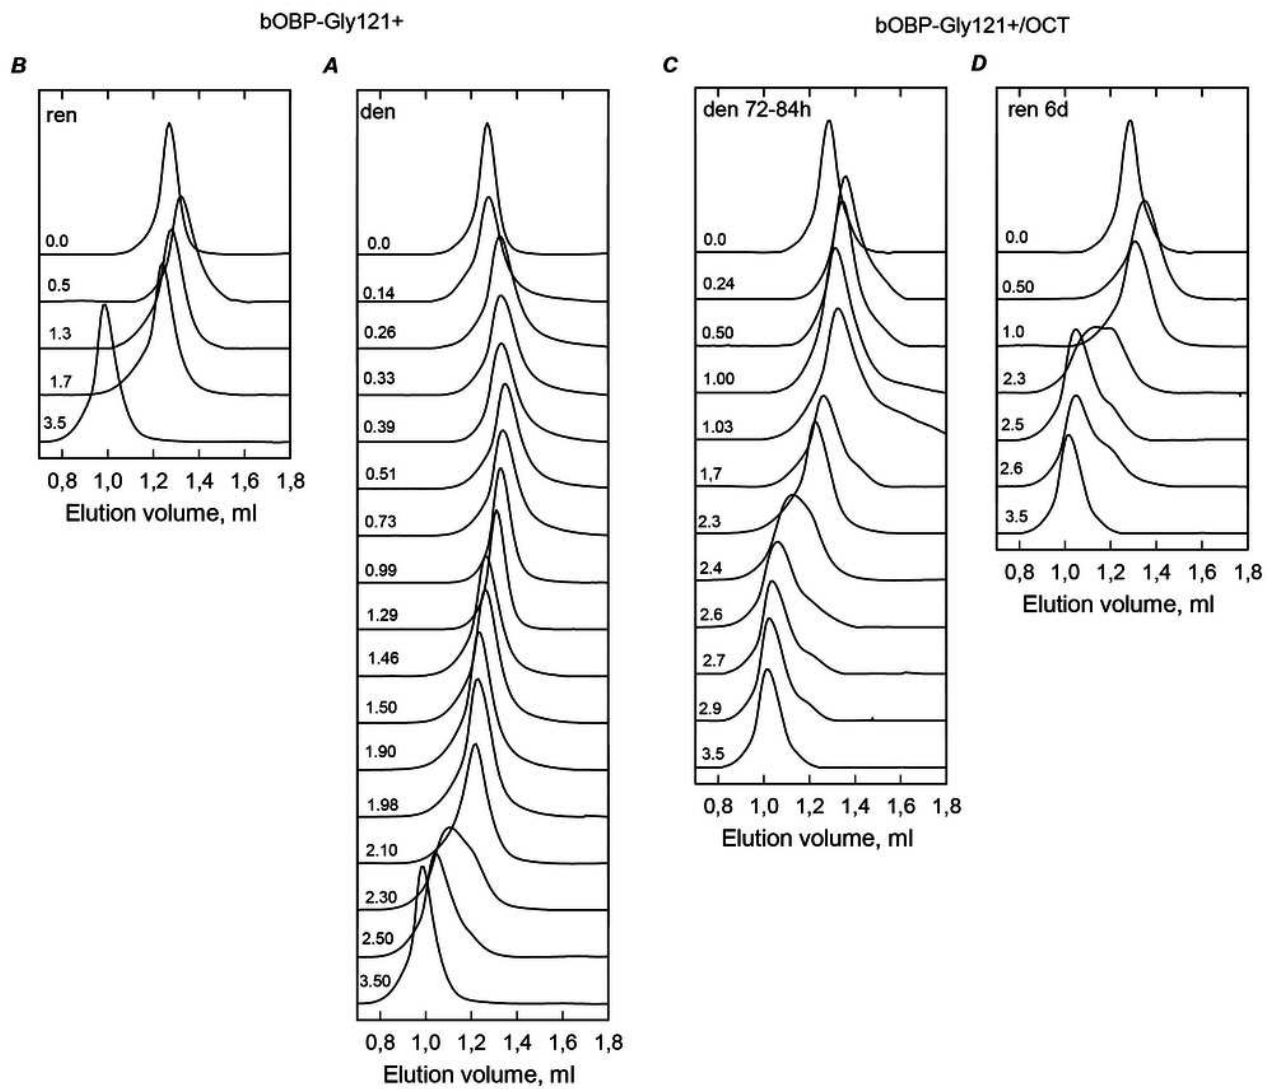 bOBP-Gly121+
bOBP-Gly121+/OCT
B
ren
0.0
0.5
1.3
1.7
3.5
0,8 1,0 1,2 1,4 1,6 1,8
Elution volume, ml
A
den
0.0
0.14
0.26
0.33
0.39
0.51
0.73
0.99
1.29
1.46
1.50
1.90
1.98
2.10
2.30
2.50
3.50
0,8 1,0 1,2 1,4 1,6 1,8
Elution volume, ml
C
den 72-84h
0.0
0.24
0.50
1.00
1.03
1,7
2.3
2.4
2.6
2.7
2.9
3.5
0,8 1,0 1,2 1,4 1,6 1,8
Elution volume, ml
D
ren 6d
0.0
0.50
1.0
2.3
2.5
2.6
3.5
0,8 1,0 1,2 1,4 1,6 1,8
Elution volume, ml